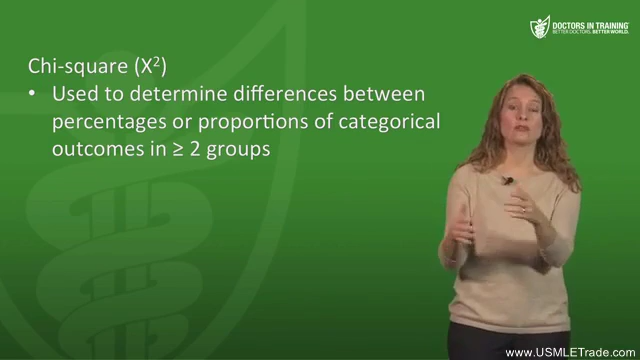 DOCTORS IN TRAINING
BETTER DOCTORS. BETTER WORLD.
Chi-square (X²)
• Used to determine differences between
percentages or proportions of categorical
outcomes in ≥ 2 groups
www.USMLETrade.com